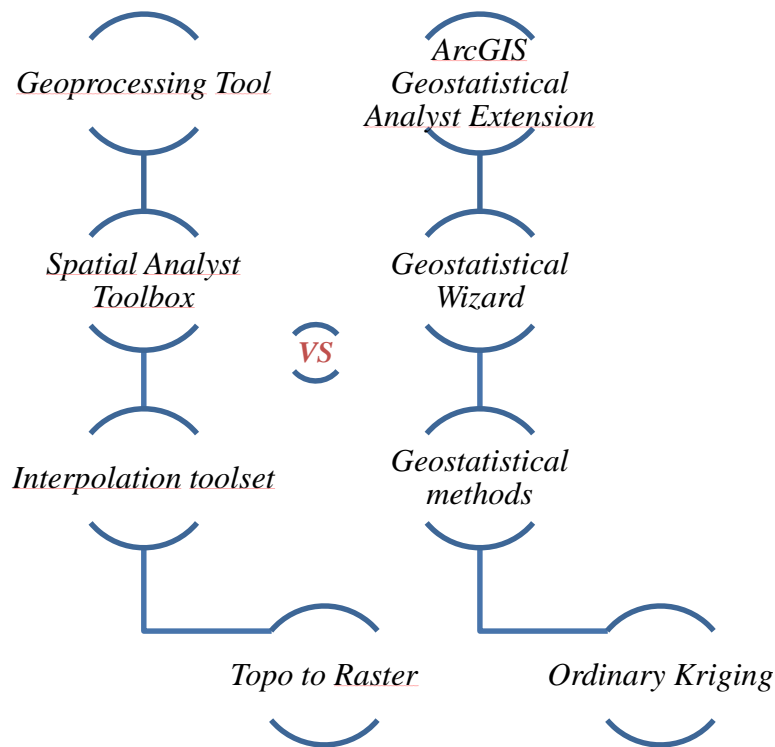 Geoprocessing Tool
Spatial Analyst
Toolbox
Interpolation toolset
Topo to Raster
VS
ArcGIS
Geostatistical
Analyst Extension
Geostatistical
Wizard
Geostatistical
methods
Ordinary Kriging